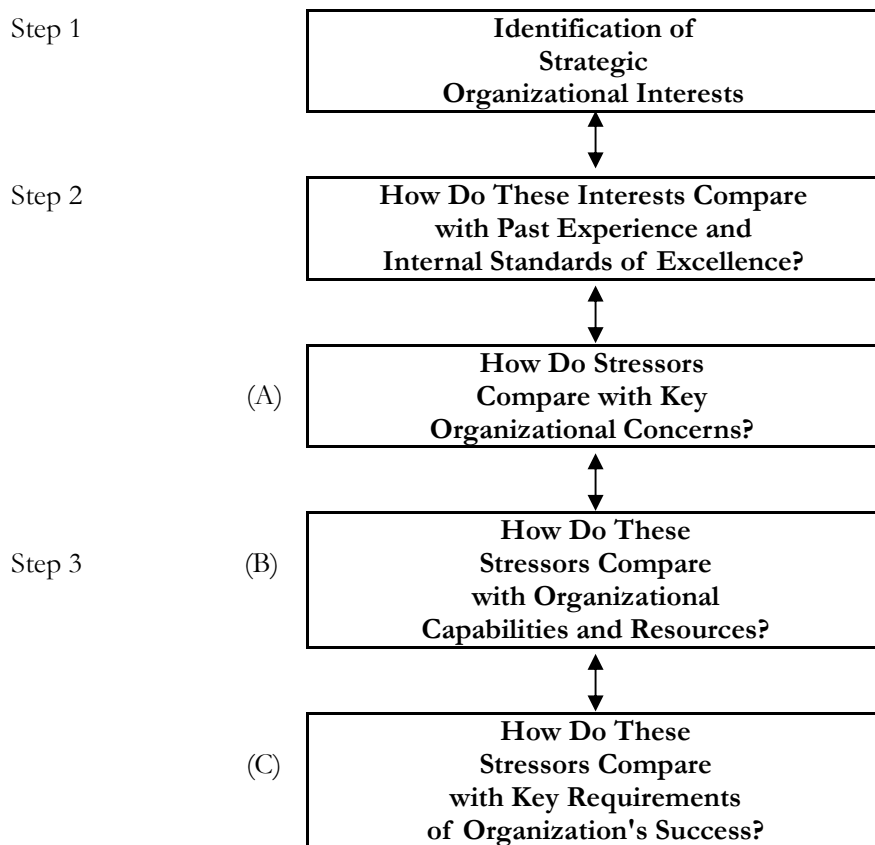 Step 1
Identification of
Strategic
Organizational Interests
Step 2
How Do These Interests Compare
with Past Experience and
Internal Standards of Excellence?
(A)
How Do Stressors
Compare with Key
Organizational Concerns?
Step 3
(B)
How Do These
Stressors Compare
with Organizational
Capabilities and Resources?
(C)
How Do These
Stressors Compare
with Key Requirements
of Organization's Success?